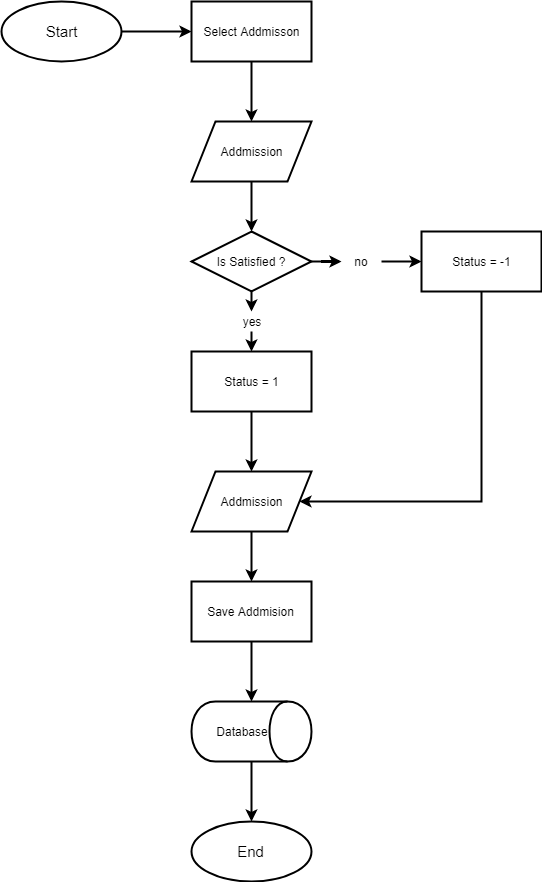 Start
Select Addmisson
Addmission
Is Satisfied ?
no
Status = -1
yes
Status = 1
Addmission
Save Addmision
Database
End